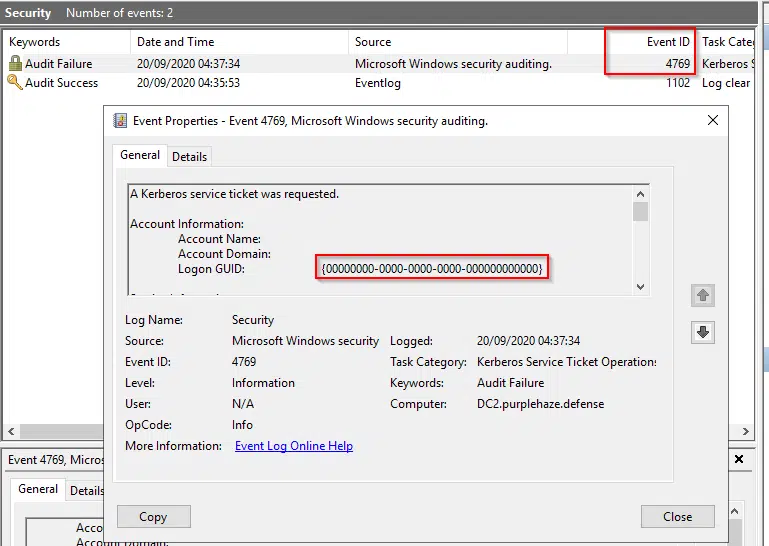 Security Number of events: 2
Keywords Date and Time Source Event ID Task Categ
Audit Failure 20/09/2020 04:37:34 Microsoft Windows security auditing. 4769 Kerberos S
Audit Success 20/09/2020 04:35:53 Eventlog 1102 Log clear
Event Properties - Event 4769, Microsoft Windows security auditing.
General Details
A Kerberos service ticket was requested.
Account Information:
Account Name:
Account Domain:
Logon GUID: {00000000-0000-0000-0000-000000000000}
Log Name: Security
Source: Microsoft Windows security Logged: 20/09/2020 04:37:34
Event ID: 4769 Task Category: Kerberos Service Ticket Operations
Level: Information Keywords: Audit Failure
User: N/A Computer: DC2.purplehaze.defense
OpCode: Info
More Information: Event Log Online Help
Event 4769, Micros
General Details
Copy Close
Acco
Account Domain: